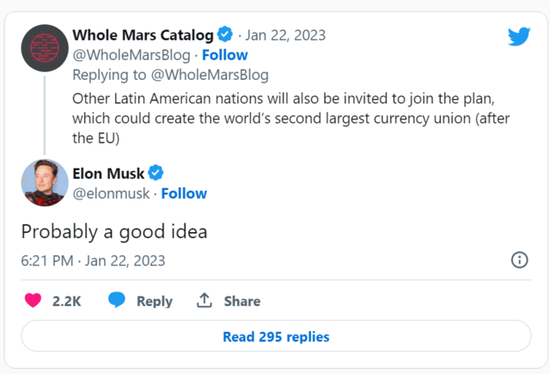 Whole Mars Catalog · Jan 22, 2023
@WholeMarsBlog · Follow
Replying to @WholeMarsBlog
Other Latin American nations will also be invited to join the plan,
which could create the world's second largest currency union (after
the EU)
Elon Musk
@elonmusk · Follow
Probably a good idea
6:21 PM · Jan 22, 2023
2.2K Reply Share
Read 295 replies